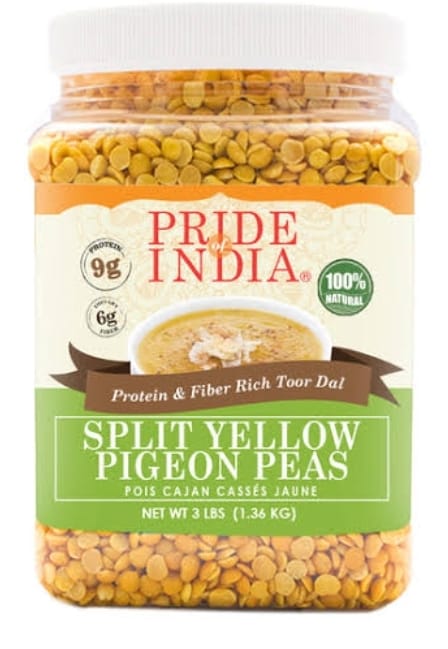 PRIDE
of
INDIA®
PROTEIN
9g
DIETARY
6g
FIBER
100%
NATURAL
Protein & Fiber Rich Toor Dal
SPLIT YELLOW
PIGEON PEAS
POIS CAJAN CASSÉS JAUNE
NET WT 3 LBS (1.36 KG)